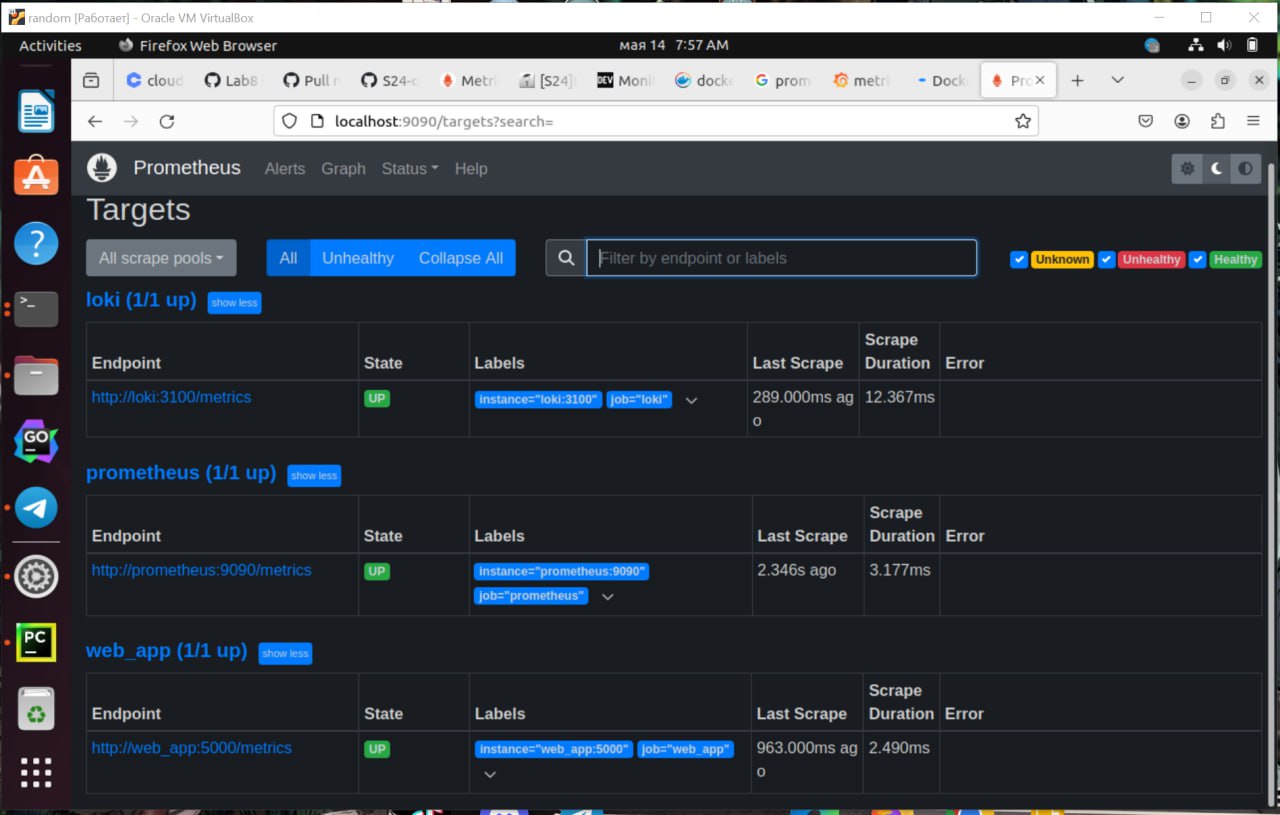 random [Работает] - Oracle VM VirtualBox
Activities Firefox Web Browser мая 14 7:57 AM
cloud Lab8 Pull S24-c Metri [S24] DEV Moni docke prom metri Dock Pro
localhost:9090/targets?search=
Prometheus Alerts Graph Status Help
Targets
All scrape pools All Unhealthy Collapse All Filter by endpoint or labels Unknown Unhealthy Healthy
loki (1/1 up) show less
Endpoint State Labels Last Scrape Scrape Duration Error
http://loki:3100/metrics UP instance="loki:3100" job="loki" 289.000ms ago 12.367ms
prometheus (1/1 up) show less
Endpoint State Labels Last Scrape Scrape Duration Error
http://prometheus:9090/metrics UP instance="prometheus:9090" 2.346s ago 3.177ms
job="prometheus"
web_app (1/1 up) show less
Endpoint State Labels Last Scrape Scrape Duration Error
http://web_app:5000/metrics UP instance="web_app:5000" job="web_app" 963.000ms ago 2.490ms
GO
PC